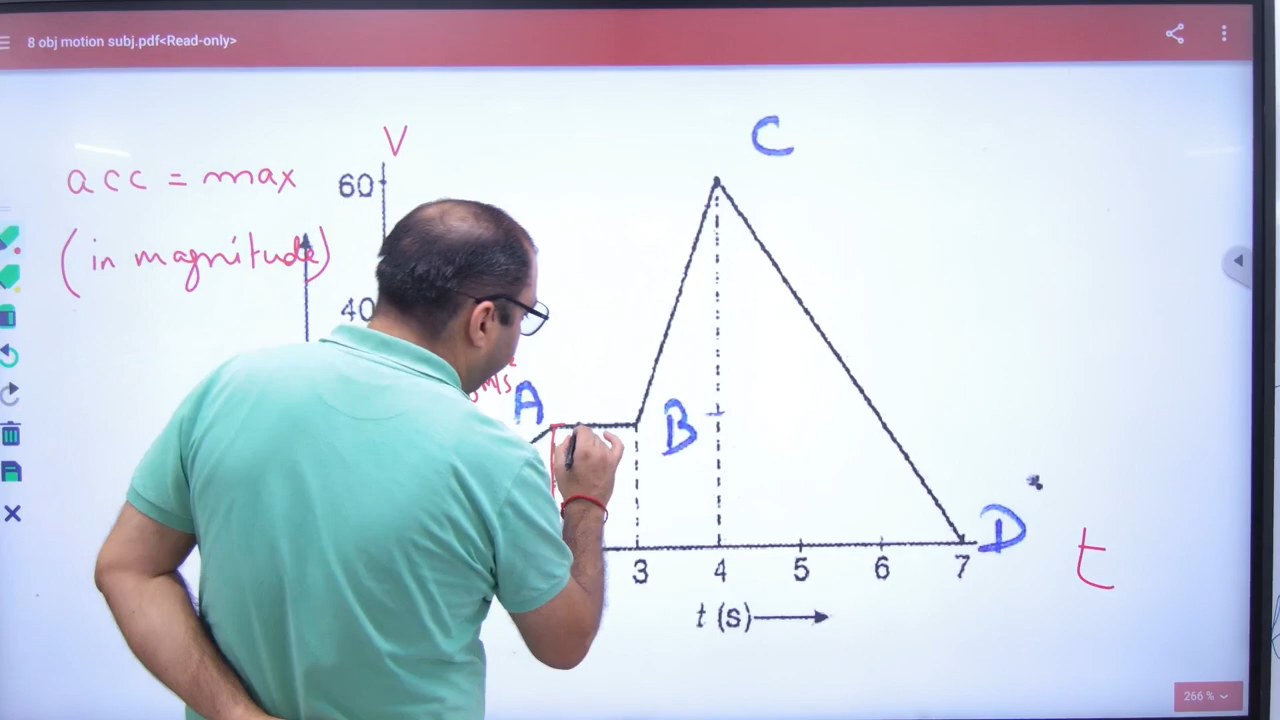 8 obj motion subj.pdf<Read-only>
V
acc = max
(in magnitude)
60
40
m/s²
A
B
C
D
t
3 4 5 6 7
t (s)
266 %